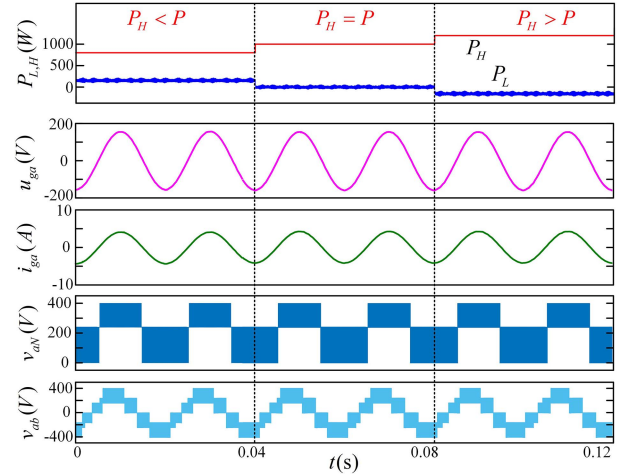 P_H < P
P_H = P
P_H > P
P_{L,H}(W)
1000
500
0
P_H
P_L
u_{ga}(V)
200
0
-200
i_{ga}(A)
10
0
-10
v_{aN}(V)
400
200
0
v_{ab}(V)
400
0
-400
0
0.04
0.08
0.12
t(s)